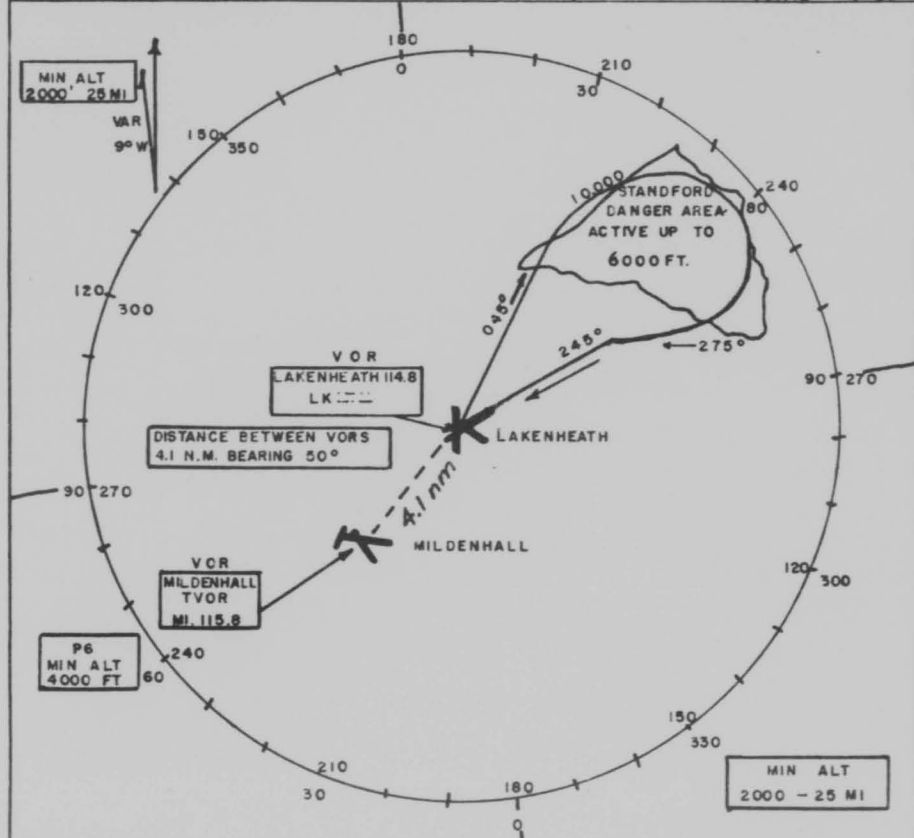 180
0
210
30
MIN ALT
2000' 25 MI
VAR
9° W
150
350
240
80
10,000
STANDFORD
DANGER AREA
ACTIVE UP TO
6000 FT.
120
300
045°
245°
←275°
VOR
LAKENHEATH 114.8
LK
90
270
DISTANCE BETWEEN VORS
4.1 N.M. BEARING 50°
LAKENHEATH
4.1 nm
90
270
MILDENHALL
VOR
MILDENHALL
TVOR
MI. 115.8
120
300
P6
MIN ALT
4000 FT
240
60
150
330
210
30
180
0
MIN ALT
2000 - 25 MI